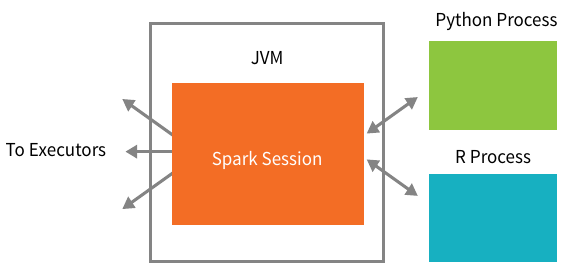 Python Process
JVM
To Executors
Spark Session
R Process